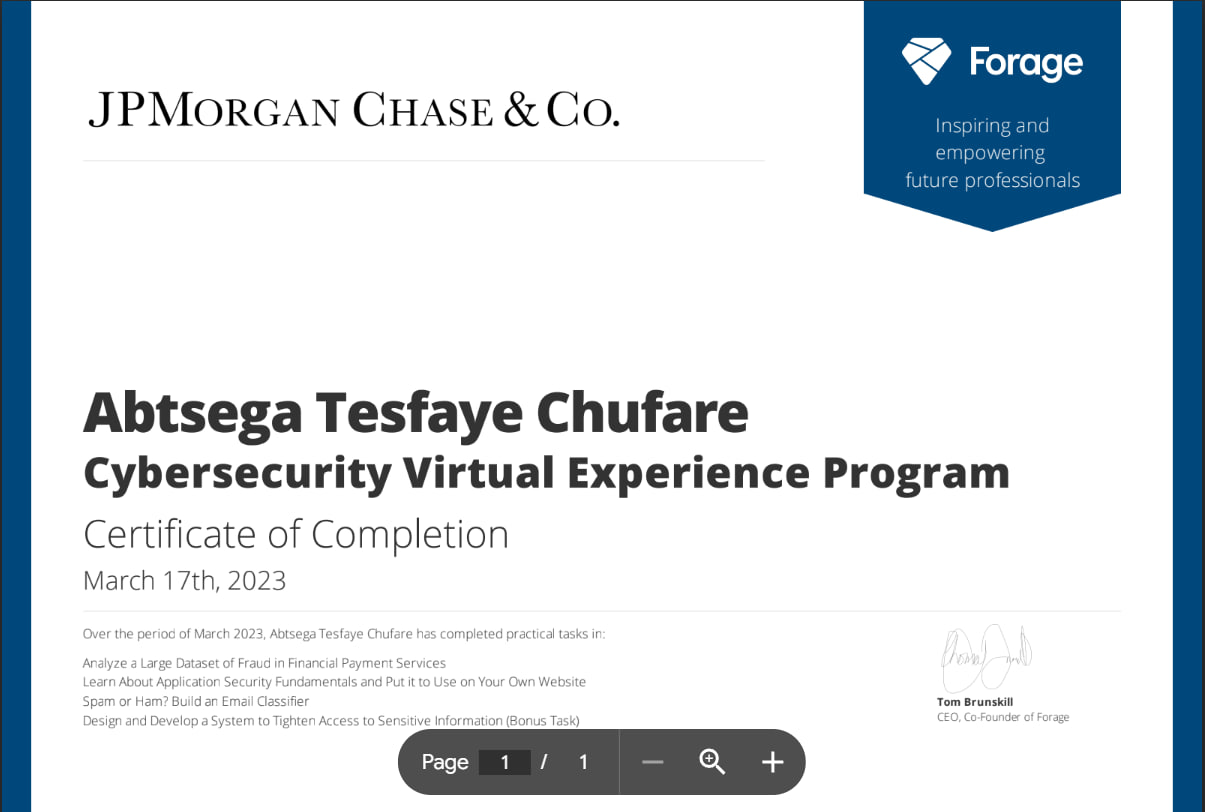 JPMORGAN CHASE & CO.
Forage
Inspiring and
empowering
future professionals
Abtsega Tesfaye Chufare
Cybersecurity Virtual Experience Program
Certificate of Completion
March 17th, 2023
Over the period of March 2023, Abtsega Tesfaye Chufare has completed practical tasks in:
Analyze a Large Dataset of Fraud in Financial Payment Services
Learn About Application Security Fundamentals and Put it to Use on Your Own Website
Spam or Ham? Build an Email Classifier
Design and Develop a System to Tighten Access to Sensitive Information (Bonus Task)
Tom Brunskill
CEO, Co-Founder of Forage
Page 1 / 1